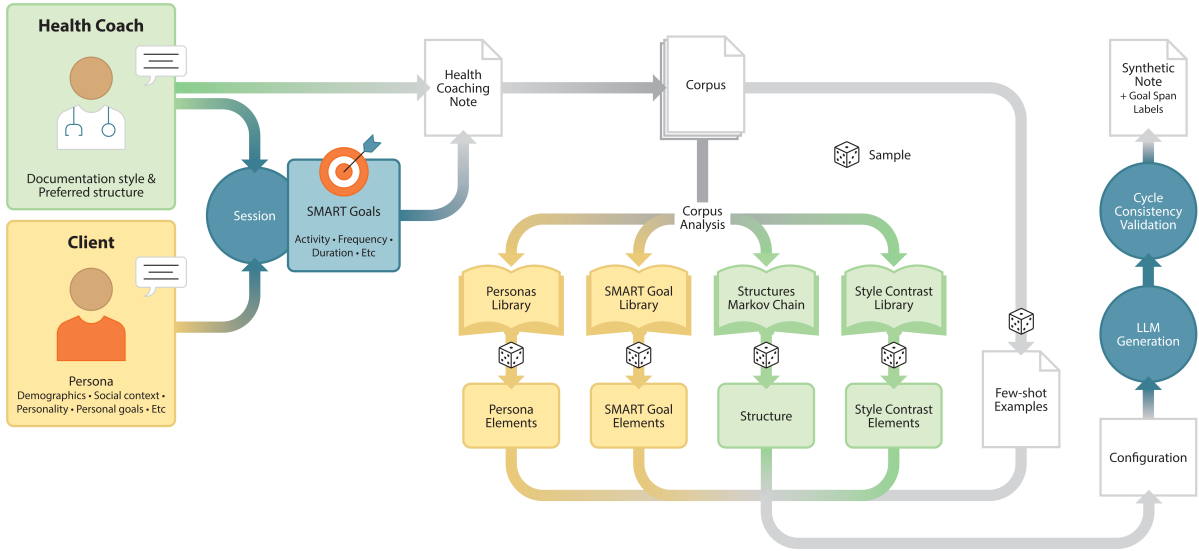 Health Coach
Documentation style &
Preferred structure
Client
Persona
Demographics • Social context •
Personality • Personal goals • Etc
Session
SMART Goals
Activity • Frequency •
Duration • Etc
Health
Coaching
Note
Corpus
Sample
Corpus
Analysis
Personas
Library
SMART Goal
Library
Structures
Markov Chain
Style Contrast
Library
Persona
Elements
SMART Goal
Elements
Structure
Style Contrast
Elements
Few-shot
Examples
Synthetic
Note
+ Goal Span
Labels
Cycle
Consistency
Validation
LLM
Generation
Configuration